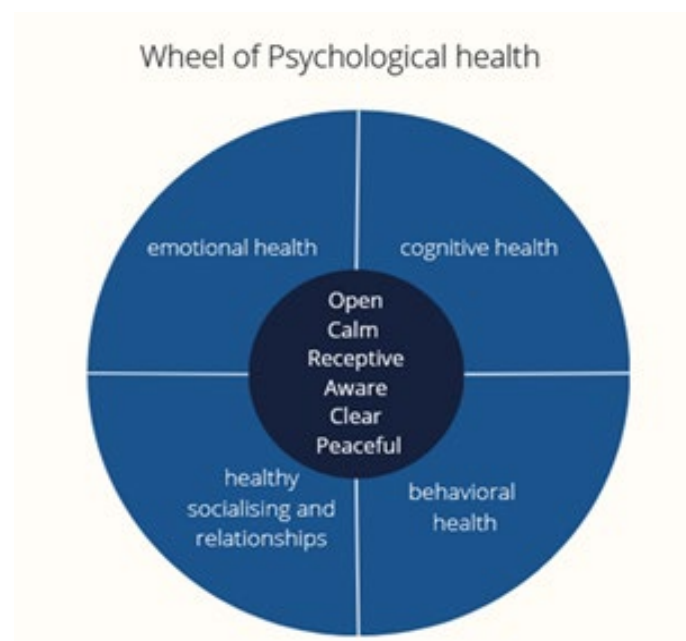 Wheel of Psychological health
emotional health
cognitive health
Open
Calm
Receptive
Aware
Clear
Peaceful
healthy
socialising and
relationships
behavioral
health